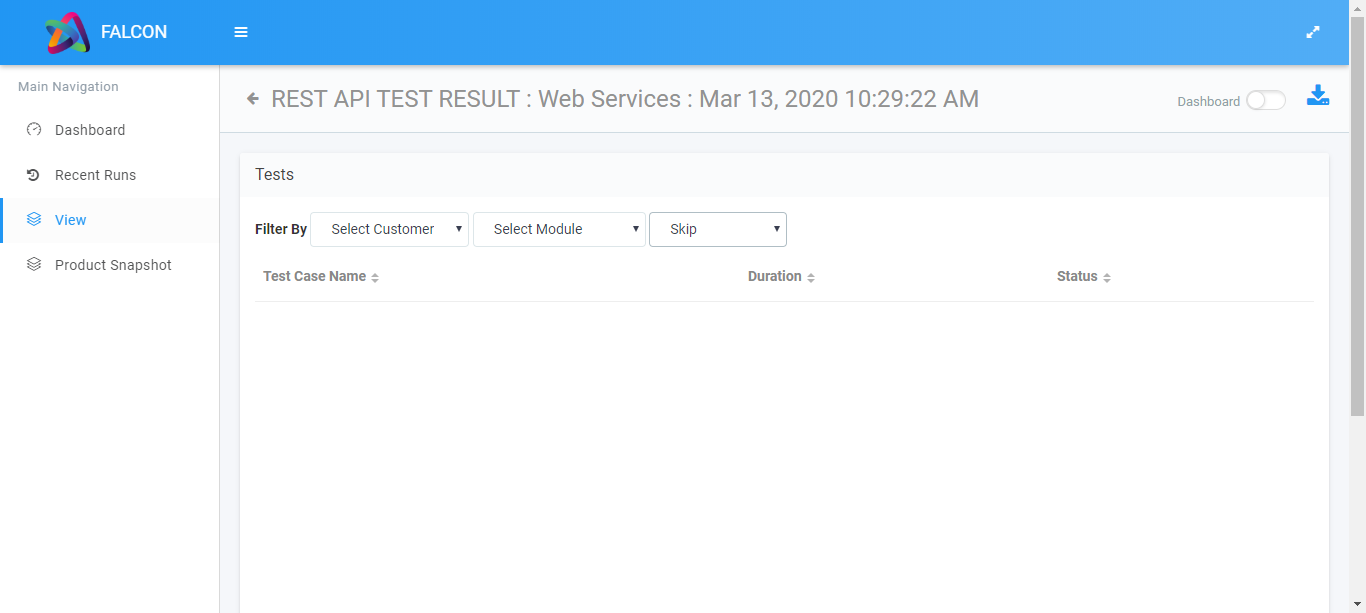 FALCON
Main Navigation
Dashboard
Recent Runs
View
Product Snapshot
REST API TEST RESULT : Web Services : Mar 13, 2020 10:29:22 AM
Dashboard
Tests
Filter By Select Customer Select Module Skip
Test Case Name Duration Status